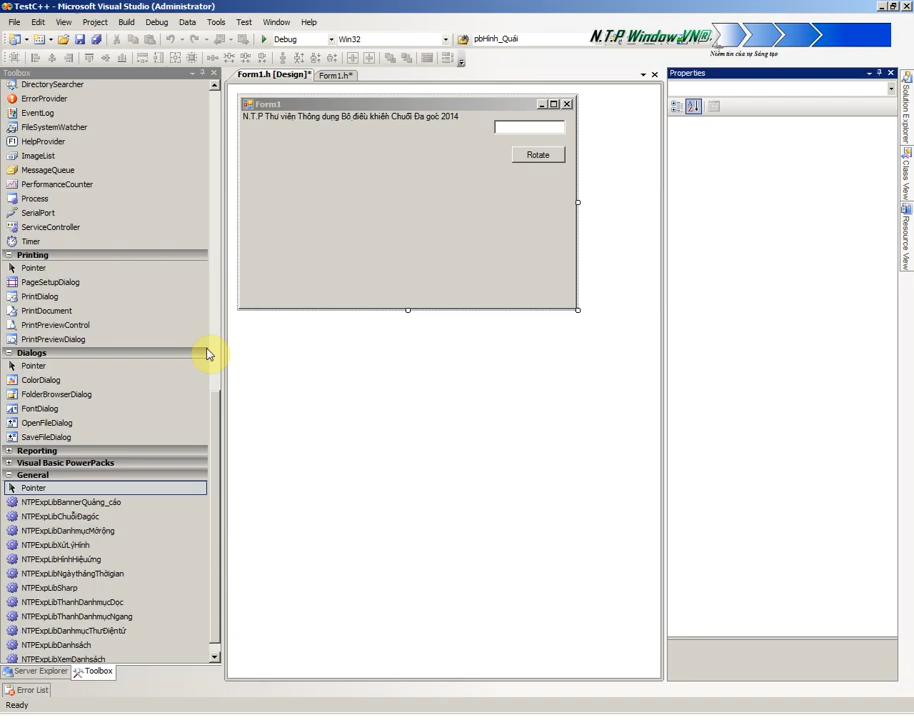 TestC++ - Microsoft Visual Studio (Administrator)
File Edit View Project Build Debug Data Tools Test Window Help
Debug Win32 pbHình_Quái
N.T.P WindowVN®
Niềm tin của Sự Sáng tạo
Toolbox
DirectorySearcher
ErrorProvider
EventLog
FileSystemWatcher
HelpProvider
ImageList
MessageQueue
PerformanceCounter
Process
SerialPort
ServiceController
Timer
Printing
Pointer
PageSetupDialog
PrintDialog
PrintDocument
PrintPreviewControl
PrintPreviewDialog
Dialogs
Pointer
ColorDialog
FolderBrowserDialog
FontDialog
OpenFileDialog
SaveFileDialog
Reporting
Visual Basic PowerPacks
General
Pointer
NTPExpLibBannerQuảng_cáo
NTPExpLibChuỗiĐagóc
NTPExpLibDanhmụcMởrộng
NTPExpLibXửLýHình
NTPExpLibHìnhHiệuứng
NTPExpLibNgàythángThờigian
NTPExpLibSharp
NTPExpLibThanhDanhmụcDọc
NTPExpLibThanhDanhmụcNgang
NTPExpLibDanhmụcThưĐiệntử
NTPExpLibDanhsách
NTPExpLibXemDanhsách
Server Explorer Toolbox
Error List
Ready
Form1.h [Design]* Form1.h*
Form1
N.T.P Thư viện Thông dụng Bộ điều khiển Chuỗi Đa góc 2014
Rotate
Properties
Solution Explorer
Class View
Resource View